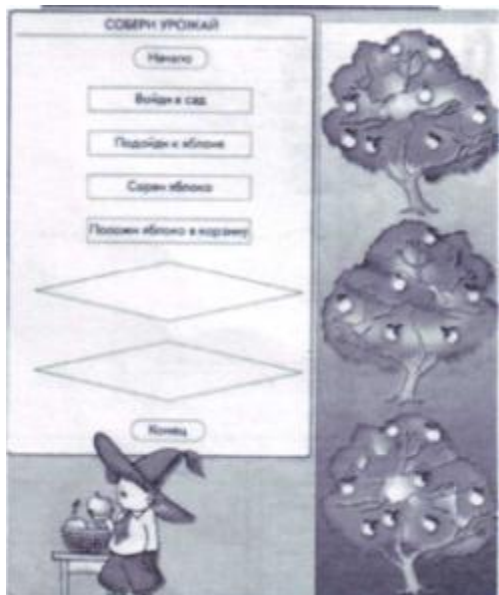 СОБЕРИ УРОЖАЙ
Начало
Войди в сад
Подойди к яблоне
Сорви яблоко
Положи яблоко в корзину
Конец